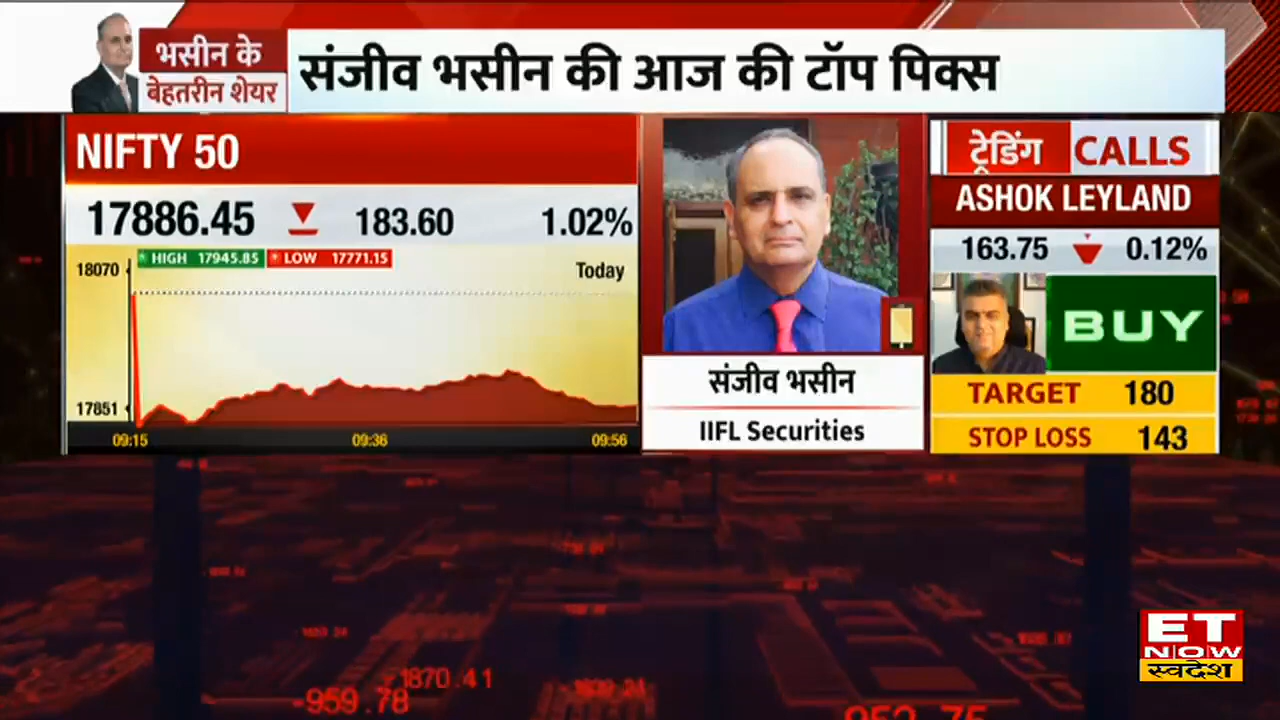 भसीन के
बेहतरीन शेयर
संजीव भसीन की आज की टॉप पिक्स
NIFTY 50
17886.45 183.60 1.02%
HIGH 17945.85 LOW 17771.15
Today
18070
17851
09:15 09:36 09:56
संजीव भसीन
IIFL Securities
ट्रेडिंग CALLS
ASHOK LEYLAND
163.75 0.12%
BUY
TARGET 180
STOP LOSS 143
ET
NOW
स्वदेश
1870.41
-959.78